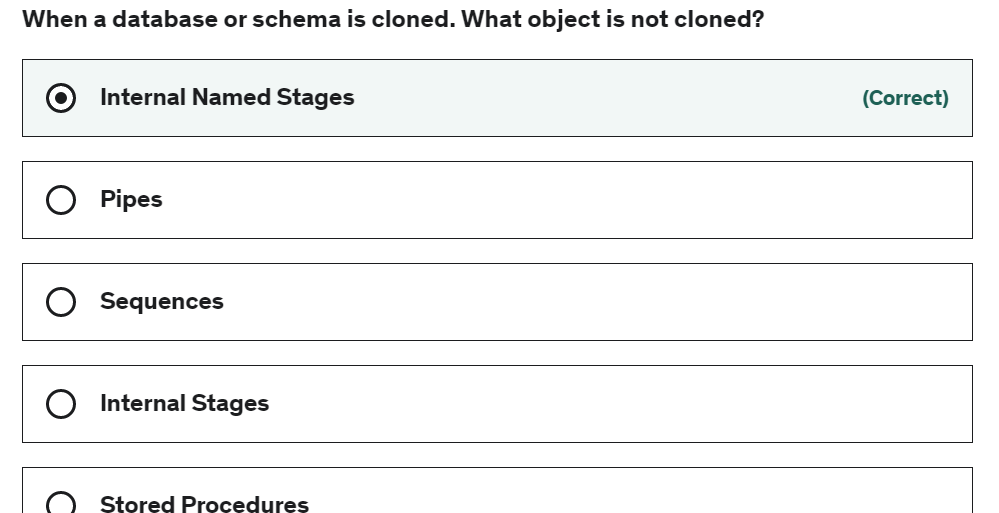 When a database or schema is cloned. What object is not cloned?
Internal Named Stages (Correct)
Pipes
Sequences
Internal Stages
Stored Procedures